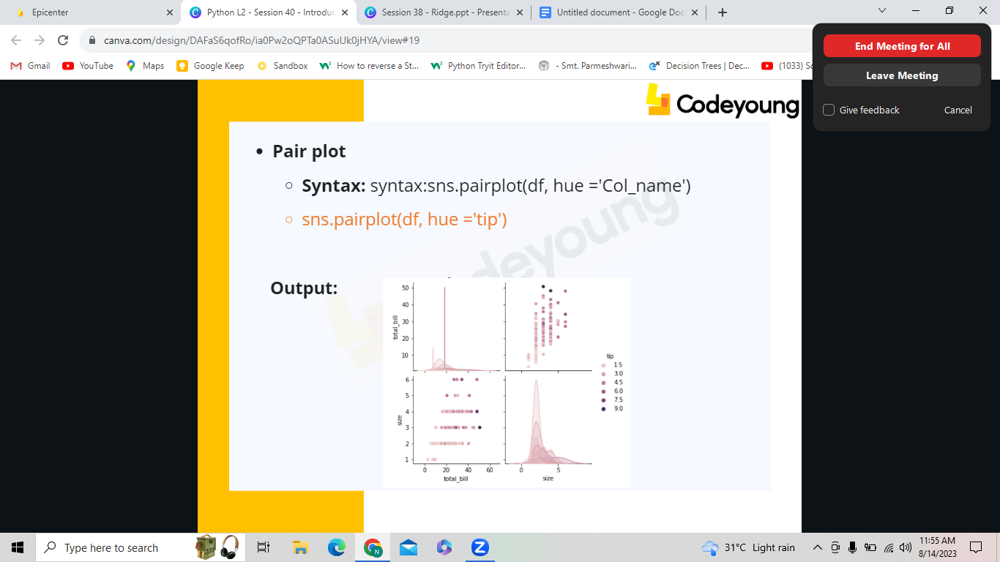 Epicenter
Python L2 - Session 40 - Introduc
Session 38 - Ridge.ppt - Presenta
Untitled document - Google Doc
canva.com/design/DAFaS6qofRo/ia0Pw2oQPTa0ASuUk0jHYA/view#19
Gmail
YouTube
Maps
Google Keep
Sandbox
How to reverse a St...
Python Tryit Editor...
- Smt. Parmeshwari...
Decision Trees | Dec...
(1033) Sc
End Meeting for All
Leave Meeting
Give feedback
Cancel
Codeyoung
Pair plot
Syntax: syntax:sns.pairplot(df, hue ='Col_name')
sns.pairplot(df, hue ='tip')
deyoung
Output:
50
40
30
20
10
total_bill
6
5
4
3
2
1
size
0 20 40 60
total_bill
0 5
size
tip
1.5
3.0
4.5
6.0
7.5
9.0
Type here to search
31°C Light rain
11:55 AM
8/14/2023